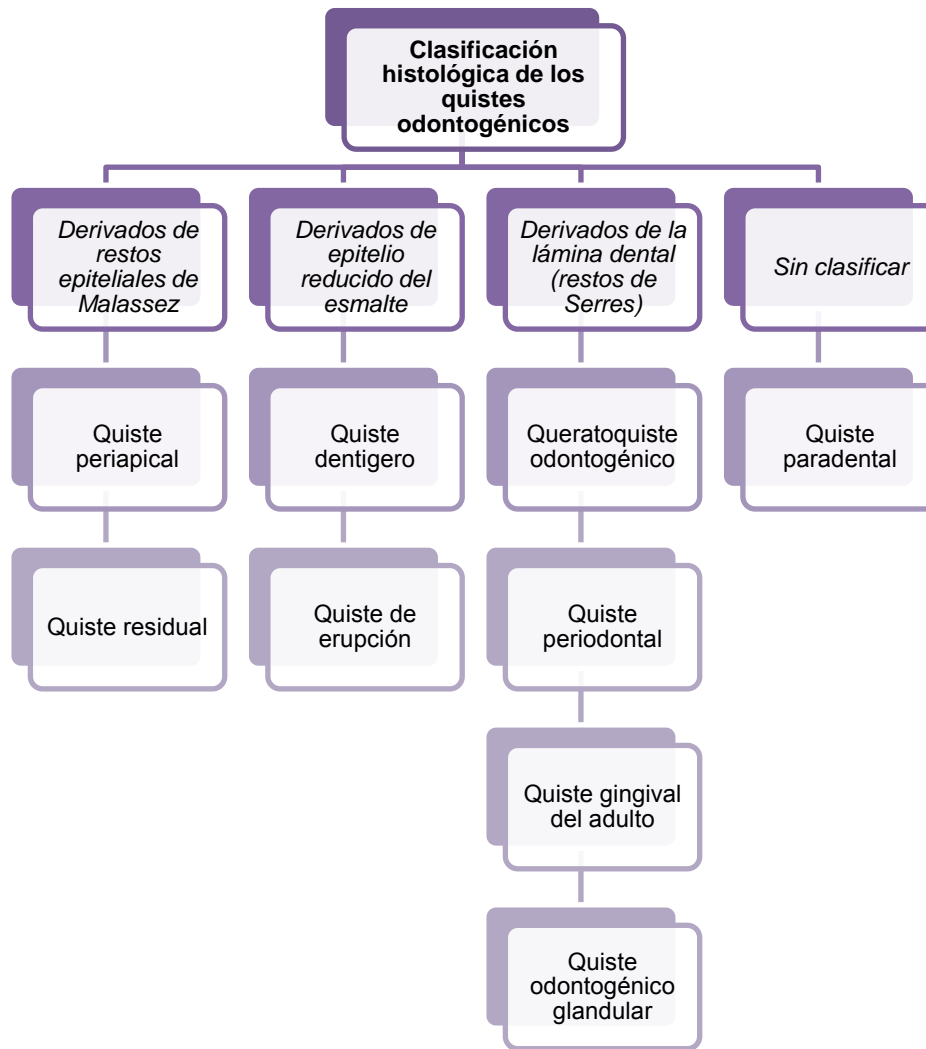 Clasificación
histológica de los
quistes
odontogénicos
Derivados de
restos
epiteliales de
Malassez
Derivados de
epitelio
reducido del
esmalte
Derivados de la
lámina dental
(restos de
Serres)
Sin clasificar
Quiste
periapical
Quiste
dentigero
Queratoquiste
odontogénico
Quiste
paradental
Quiste residual
Quiste de
erupción
Quiste
periodontal
Quiste gingival
del adulto
Quiste
odontogénico
glandular